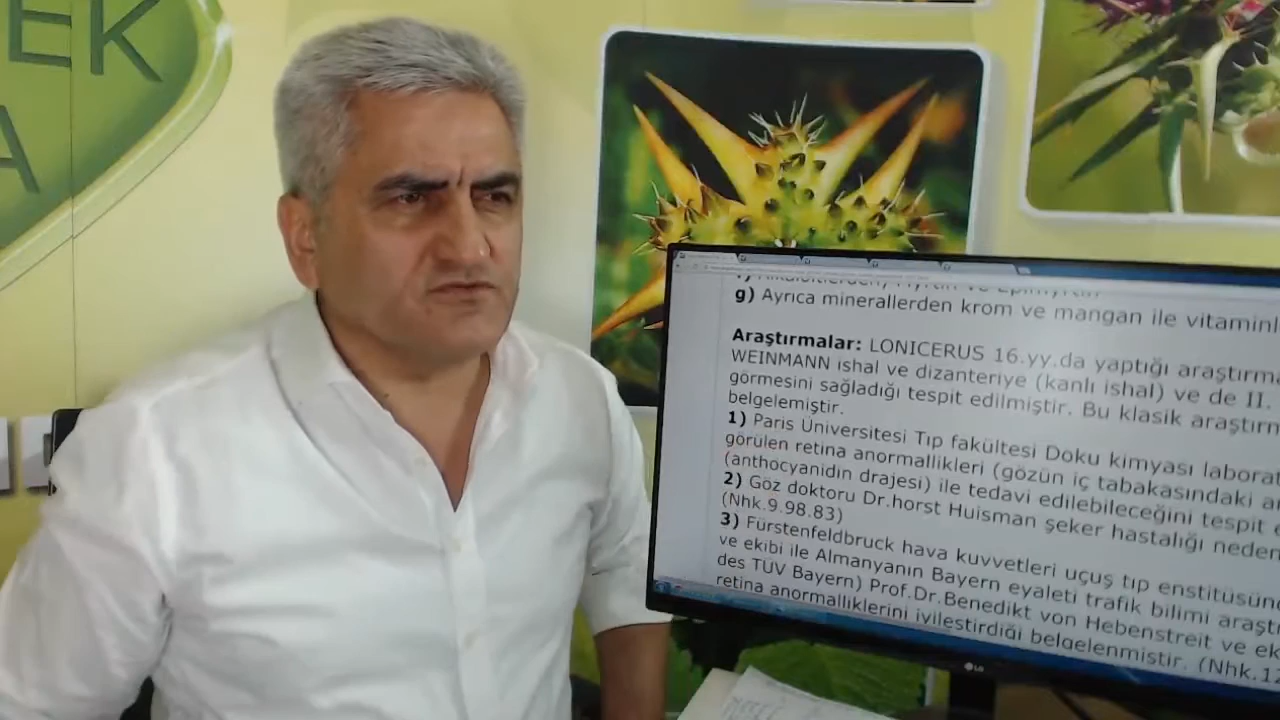 EK
A
g) Ayrıca minerallerden krom ve mangan ile vitaminl
Araştırmalar: LONICERUS 16.yy.da yaptığı araştırma
WEINMANN ishal ve dizanteriye (kanlı ishal) ve de II.
görmesini sağladığı tespit edilmiştir. Bu klasik araştırm
belgelemiştir.
1) Paris Üniversitesi Tıp fakültesi Doku kimyası laborat
görülen retina anormallikleri (gözün iç tabakasındaki a
(anthocyanidın drajesi) ile tedavi edilebileceğini tespit
2) Göz doktoru Dr.horst Huisman şeker hastalığı neden
(Nhk.9.98.83)
3) Fürstenfeldbruck hava kuvvetleri uçuş tıp enstitüsün
ve ekibi ile Almanyanın Bayern eyaleti trafik bilimi araştı
des TÜV Bayern) Prof.Dr.Benedikt von Hebenstreit ve ek
retina anormalliklerini iyileştirdiği belgelenmiştir. (Nhk.12
LG